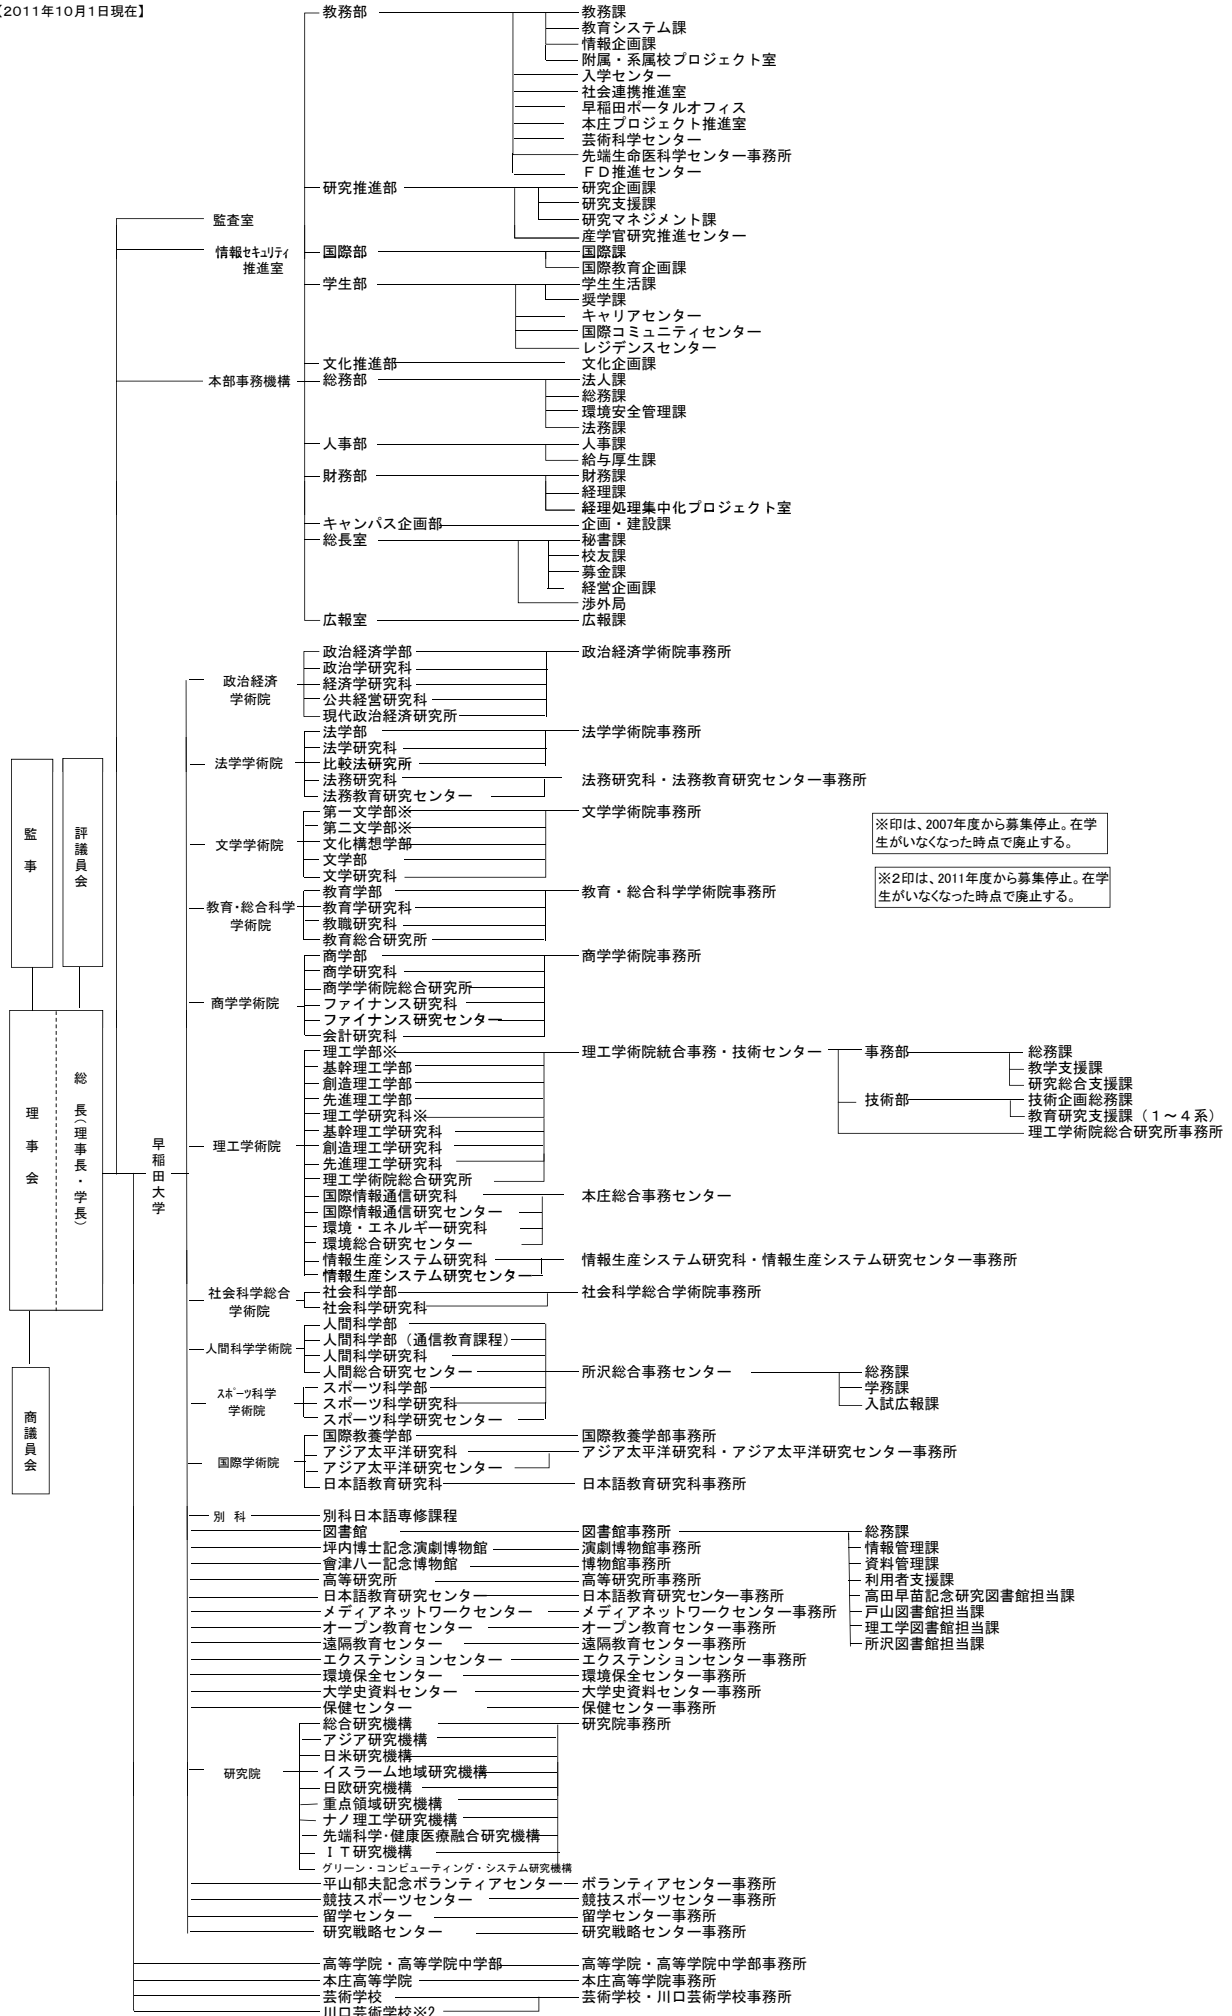 【2011年10月1日現在】
教務部
教務課
教育システム課
情報企画課
附属・系属校プロジェクト室
入学センター
社会連携推進室
早稲田ポータルオフィス
本庄プロジェクト推進室
芸術科学センター
先端生命医科学センター事務所
FD推進センター
研究推進部
研究企画課
研究支援課
研究マネジメント課
産学官研究推進センター
監査室
情報セキュリティ
推進室
国際部
国際課
国際教育企画課
学生部
学生生活課
奨学課
キャリアセンター
国際コミュニティセンター
レジデンスセンター
文化推進部
文化企画課
本部事務機構
総務部
法人課
総務課
環境安全管理課
法務課
人事部
人事課
給与厚生課
財務部
財務課
経理課
経理処理集中化プロジェクト室
キャンパス企画部
企画・建設課
総長室
秘書課
校友課
募金課
経営企画課
渉外局
広報室
広報課
政治経済
学術院
政治経済学部
政治経済学術院事務所
政治学研究科
経済学研究科
公共経営研究科
現代政治経済研究所
法学学術院
法学部
法学学術院事務所
法学研究科
比較法研究所
法務研究科
法務研究科・法務教育研究センター事務所
法務教育研究センター
文学学術院
第一文学部※
文学学術院事務所
第二文学部※
文化構想学部
文学部
文学研究科
※印は、2007年度から募集停止。在学
生がいなくなった時点で廃止する。
※2印は、2011年度から募集停止。在学
生がいなくなった時点で廃止する。
教育・総合科学
学術院
教育学部
教育・総合科学学術院事務所
教育学研究科
教職研究科
教育総合研究所
商学学術院
商学部
商学学術院事務所
商学研究科
商学学術院総合研究所
ファイナンス研究科
ファイナンス研究センター
会計研究科
監事
評議員会
理事会
総長(理事長・学長)
商議員会
早稲田大学
理工学術院
理工学部※
理工学術院統合事務・技術センター
事務部
総務課
教学支援課
研究総合支援課
技術部
技術企画総務課
教育研究支援課(1~4系)
理工学術院総合研究所事務所
基幹理工学部
創造理工学部
先進理工学部
理工学研究科※
基幹理工学研究科
創造理工学研究科
先進理工学研究科
理工学術院総合研究所
国際情報通信研究科
本庄総合事務センター
国際情報通信研究センター
環境・エネルギー研究科
環境総合研究センター
情報生産システム研究科
情報生産システム研究科・情報生産システム研究センター事務所
情報生産システム研究センター
社会科学総合
学術院
社会科学部
社会科学総合学術院事務所
社会科学研究科
人間科学学術院
人間科学部
人間科学部(通信教育課程)
人間科学研究科
人間総合研究センター
所沢総合事務センター
総務課
学務課
入試広報課
スポーツ科学
学術院
スポーツ科学部
スポーツ科学研究科
スポーツ科学研究センター
国際学術院
国際教養学部
国際教養学部事務所
アジア太平洋研究科
アジア太平洋研究科・アジア太平洋研究センター事務所
アジア太平洋研究センター
日本語教育研究科
日本語教育研究科事務所
別科
別科日本語専修課程
図書館
図書館事務所
総務課
情報管理課
資料管理課
利用者支援課
高田早苗記念研究図書館担当課
戸山図書館担当課
理工学図書館担当課
所沢図書館担当課
坪内博士記念演劇博物館
演劇博物館事務所
會津八一記念博物館
博物館事務所
高等研究所
高等研究所事務所
日本語教育研究センター
日本語教育研究センター事務所
メディアネットワークセンター
メディアネットワークセンター事務所
オープン教育センター
オープン教育センター事務所
遠隔教育センター
遠隔教育センター事務所
エクステンションセンター
エクステンションセンター事務所
環境保全センター
環境保全センター事務所
大学史資料センター
大学史資料センター事務所
保健センター
保健センター事務所
研究院
総合研究機構
研究院事務所
アジア研究機構
日米研究機構
イスラーム地域研究機構
日欧研究機構
重点領域研究機構
ナノ理工学研究機構
先端科学・健康医療融合研究機構
IT研究機構
グリーン・コンピューティング・システム研究機構
平山郁夫記念ボランティアセンター
ボランティアセンター事務所
競技スポーツセンター
競技スポーツセンター事務所
留学センター
留学センター事務所
研究戦略センター
研究戦略センター事務所
高等学院・高等学院中学部
高等学院・高等学院中学部事務所
本庄高等学院
本庄高等学院事務所
芸術学校
芸術学校・川口芸術学校事務所
川口芸術学校※2